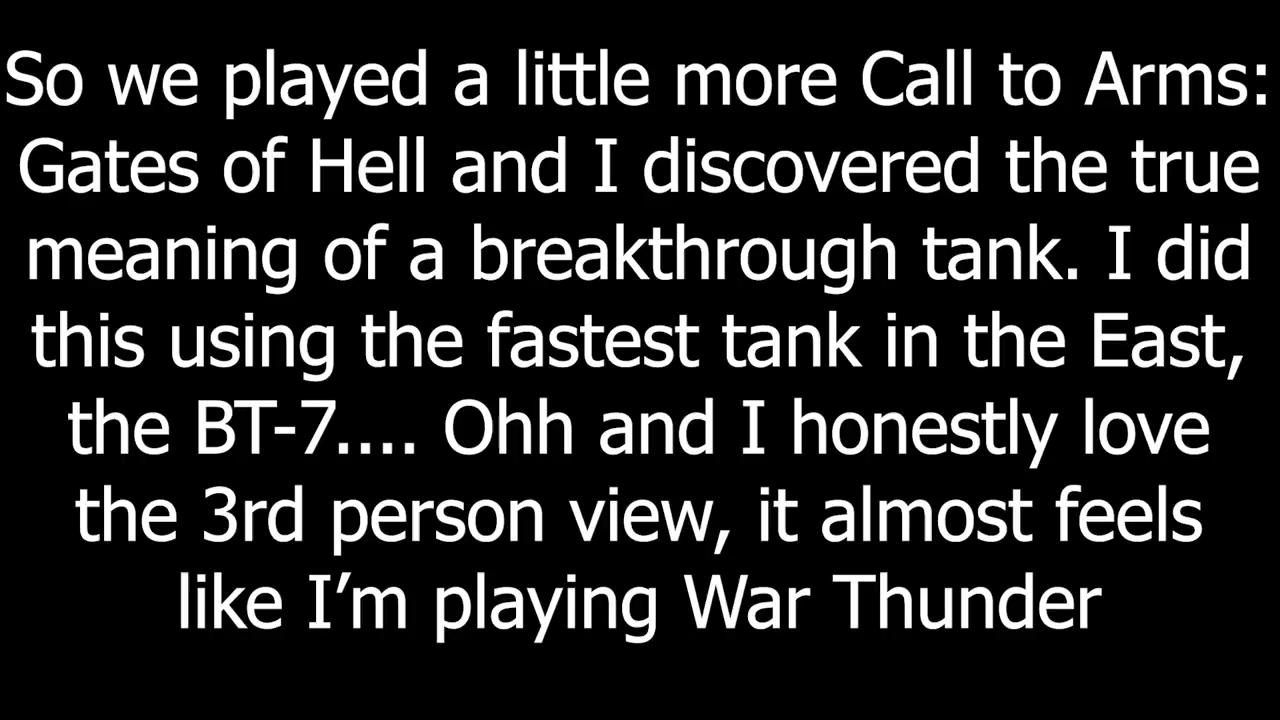 So we played a little more Call to Arms:
Gates of Hell and I discovered the true
meaning of a breakthrough tank. I did
this using the fastest tank in the East,
the BT-7.... Ohh and I honestly love
the 3rd person view, it almost feels
like I’m playing War Thunder